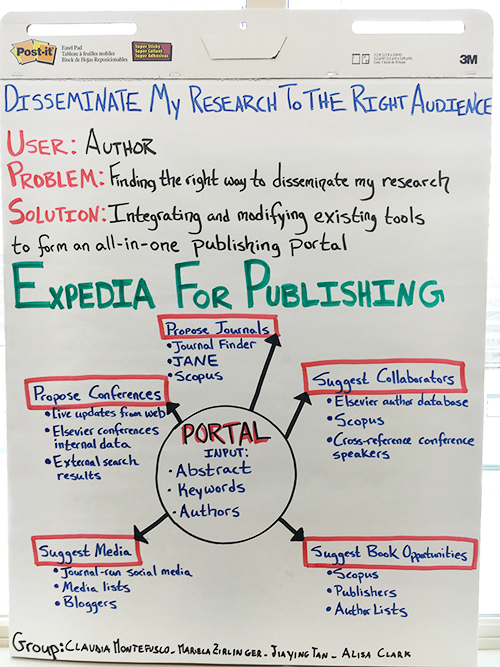 Post-it
Easel Pad
Tableau à feuilles mobiles
Block de Hojas Reposicionables
Super Sticky
Super Collant
Super Adhesivas
3M
DISSEMINATE MY RESEARCH TO THE RIGHT AUDIENCE
USER: AUTHOR
PROBLEM: Finding the right way to disseminate my research
SOLUTION: Integrating and modifying existing tools
to form an all-in-one publishing portal
EXPEDIA FOR PUBLISHING
Propose Journals
• Journal Finder
• JANE
• Scopus
Propose Conferences
• Live updates from web
• Elsevier conferences
internal data
• External search
results
Suggest Collaborators
• Elsevier author database
• Scopus
• Cross-reference conference
speakers
PORTAL
INPUT:
• Abstract
• Keywords
• Authors
Suggest Media
• Journal-run social media
• Media lists
• Bloggers
Suggest Book Opportunities
• Scopus
• Publishers
• Author Lists
Group: CLAUDIA MONTEFUSCO - MARIELA ZIRLINGER - JIAYING TAN - ALISA CLARK